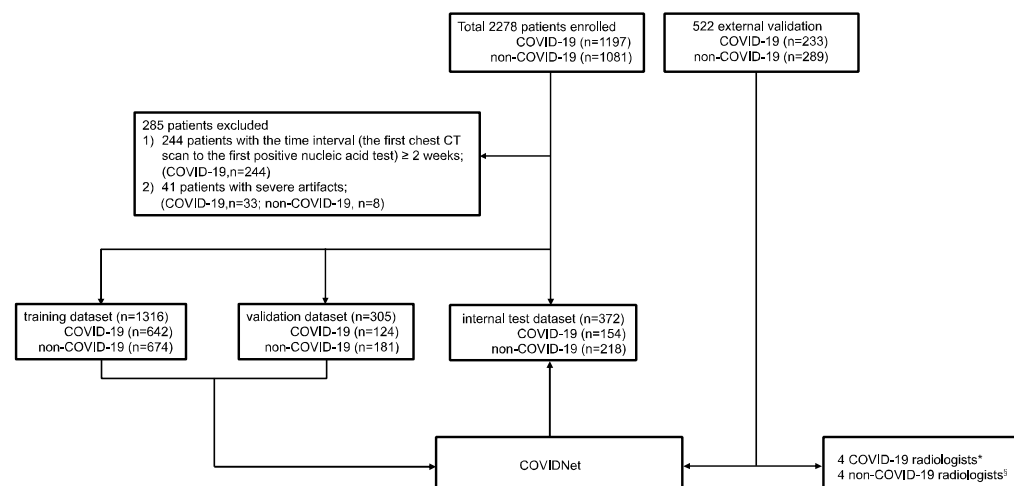 Total 2278 patients enrolled
COVID-19 (n=1197)
non-COVID-19 (n=1081)
522 external validation
COVID-19 (n=233)
non-COVID-19 (n=289)
285 patients excluded
1) 244 patients with the time interval (the first chest CT
scan to the first positive nucleic acid test) ≥ 2 weeks;
(COVID-19,n=244)
2) 41 patients with severe artifacts;
(COVID-19,n=33; non-COVID-19, n=8)
training dataset (n=1316)
COVID-19 (n=642)
non-COVID-19 (n=674)
validation dataset (n=305)
COVID-19 (n=124)
non-COVID-19 (n=181)
internal test dataset (n=372)
COVID-19 (n=154)
non-COVID-19 (n=218)
COVIDNet
4 COVID-19 radiologists*
4 non-COVID-19 radiologists§